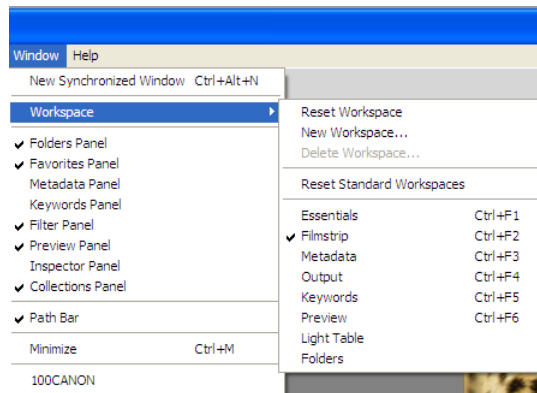 Window Help
New Synchronized Window Ctrl+Alt+N
Workspace
Folders Panel
Favorites Panel
Metadata Panel
Keywords Panel
Filter Panel
Preview Panel
Inspector Panel
Collections Panel
Path Bar
Minimize Ctrl+M
100CANON
Reset Workspace
New Workspace...
Delete Workspace...
Reset Standard Workspaces
Essentials Ctrl+F1
Filmstrip Ctrl+F2
Metadata Ctrl+F3
Output Ctrl+F4
Keywords Ctrl+F5
Preview Ctrl+F6
Light Table
Folders